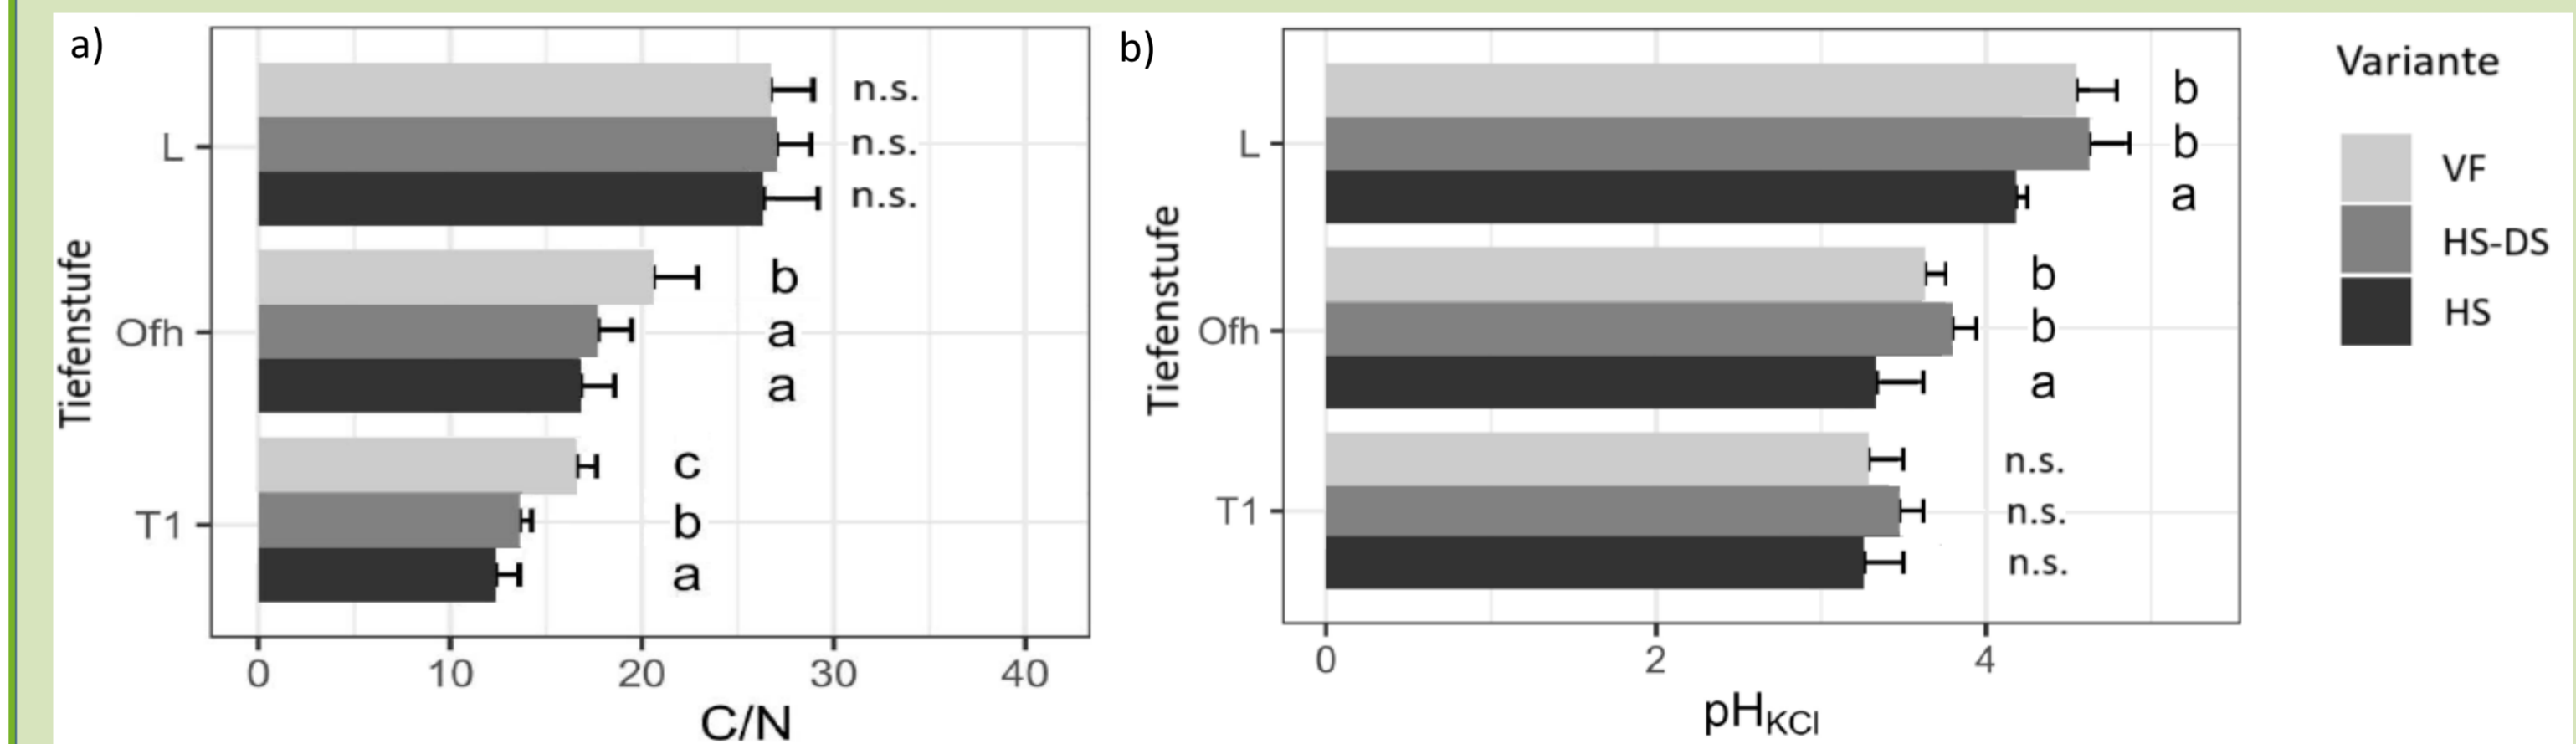 a)
n.s.
L
n.s.
n.s.
b
Ofh
a
a
c
T1
b
a
Tiefenstufe
0 10 20 30 40
C/N
b)
b
L
b
a
b
Ofh
b
a
n.s.
T1
n.s.
n.s.
Tiefenstufe
0 2 4
pHKCl
Variante
VF
HS-DS
HS